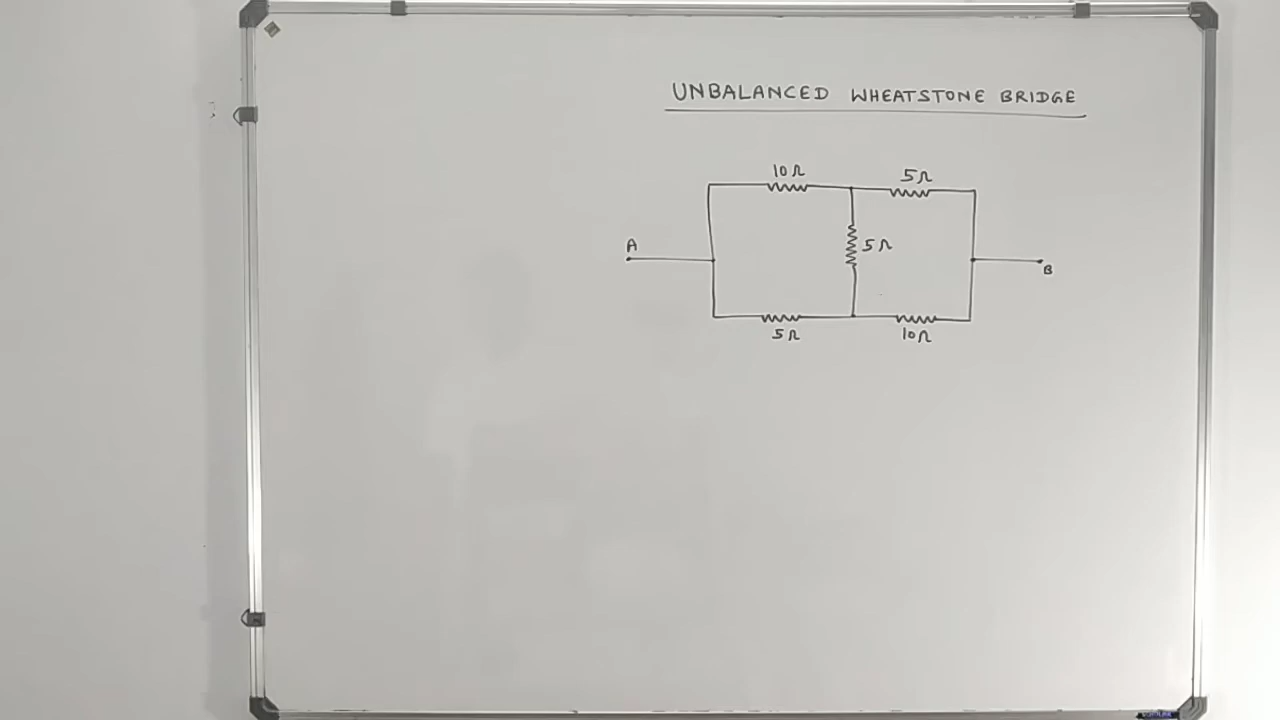 UNBALANCED WHEATSTONE BRIDGE
10Ω 5Ω
A 5Ω B
5Ω 10Ω